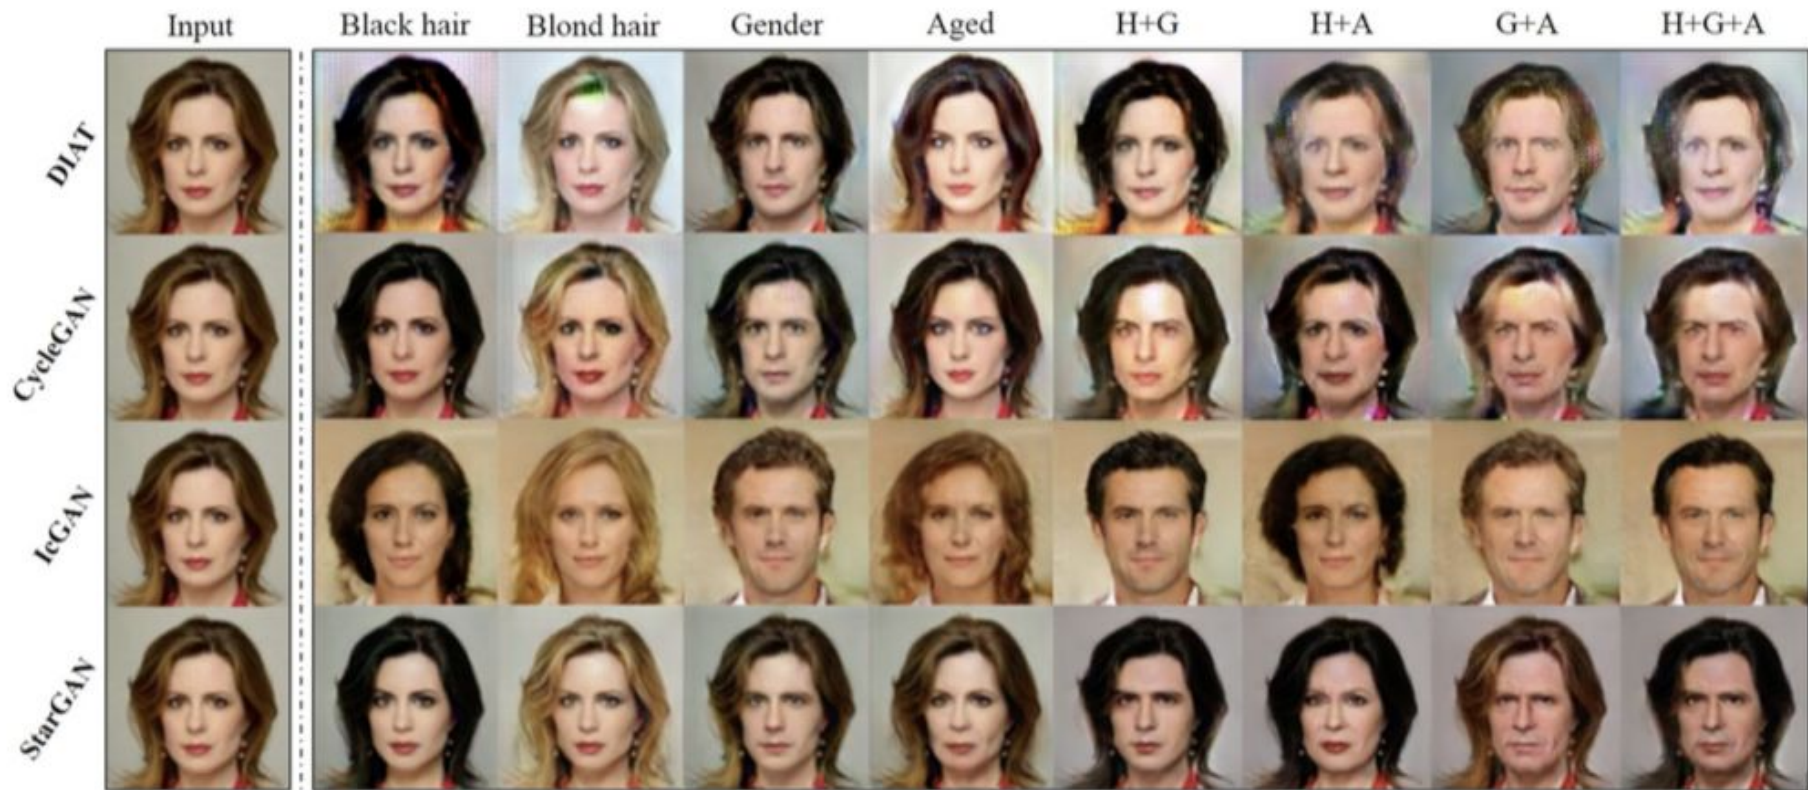 Input Black hair Blond hair Gender Aged H+G H+A G+A H+G+A
DIAT
CycleGAN
IcGAN
StarGAN